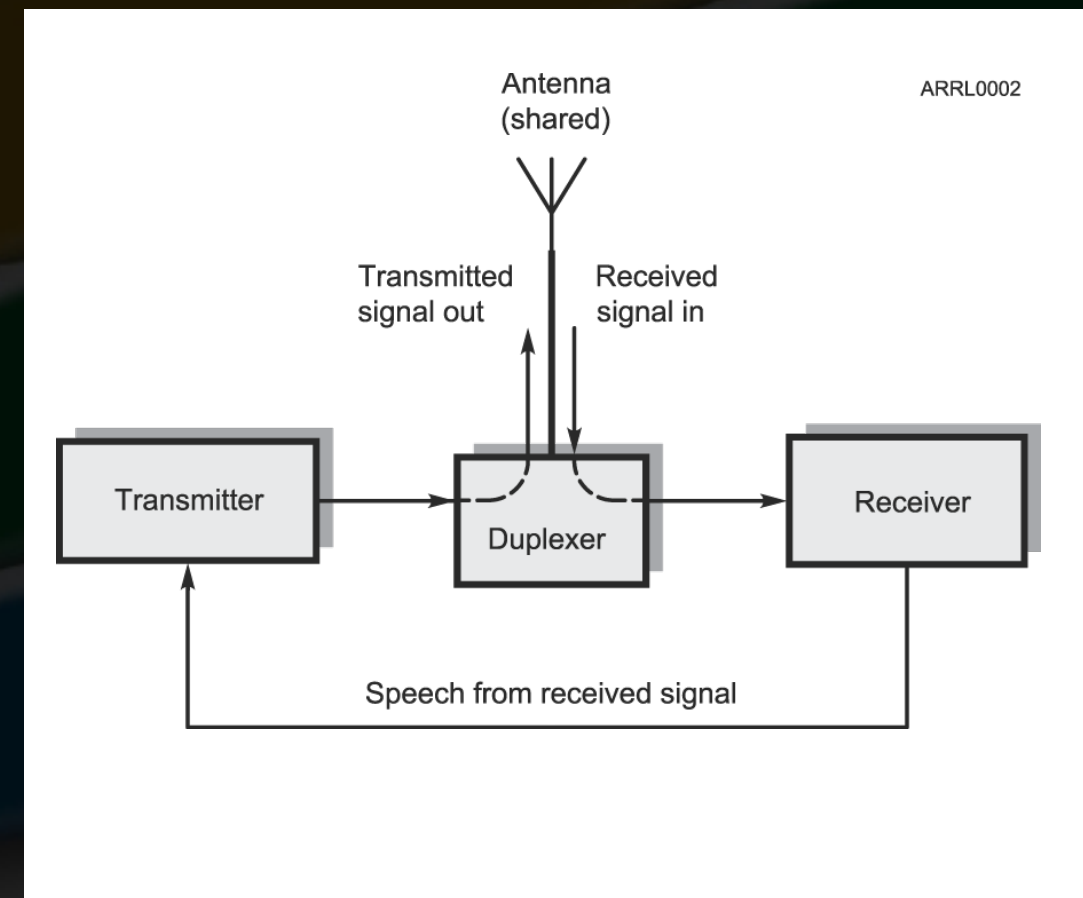 Antenna
(shared)
ARRL0002
Transmitted
signal out
Received
signal in
Transmitter
Duplexer
Receiver
Speech from received signal